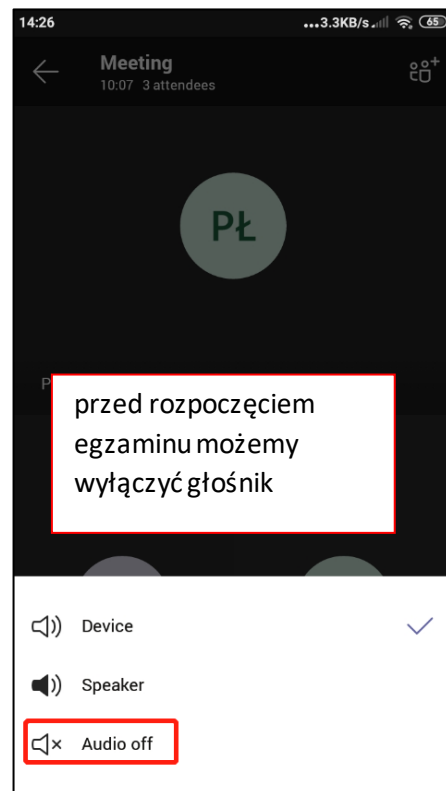 14:26 ...3.3KB/s 65
Meeting
10:07 3 attendees
PŁ
P
przed rozpoczęciem
egzaminu możemy
wyłączyć głośnik
Device
Speaker
Audio off